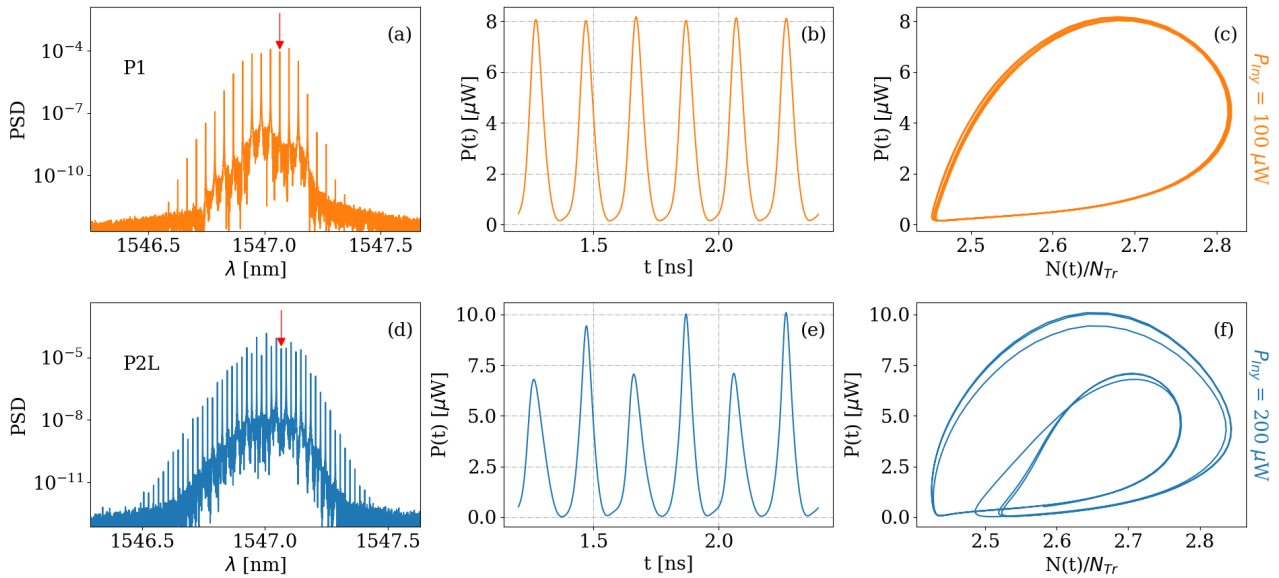 PSD
10⁻⁴
10⁻⁷
10⁻¹⁰
P1
(a)
1546.5 1547.0 1547.5
λ [nm]
P(t) [μW]
8
6
4
2
0
(b)
1.5 2.0
t [ns]
P(t) [μW]
8
6
4
2
0
(c)
2.5 2.6 2.7 2.8
N(t)/N_Tr
P_Iny = 100 μW
PSD
10⁻⁵
10⁻⁸
10⁻¹¹
P2L
(d)
1546.5 1547.0 1547.5
λ [nm]
P(t) [μW]
10.0
7.5
5.0
2.5
0.0
(e)
1.5 2.0
t [ns]
P(t) [μW]
10.0
7.5
5.0
2.5
0.0
(f)
2.5 2.6 2.7 2.8
N(t)/N_Tr
P_Iny = 200 μW